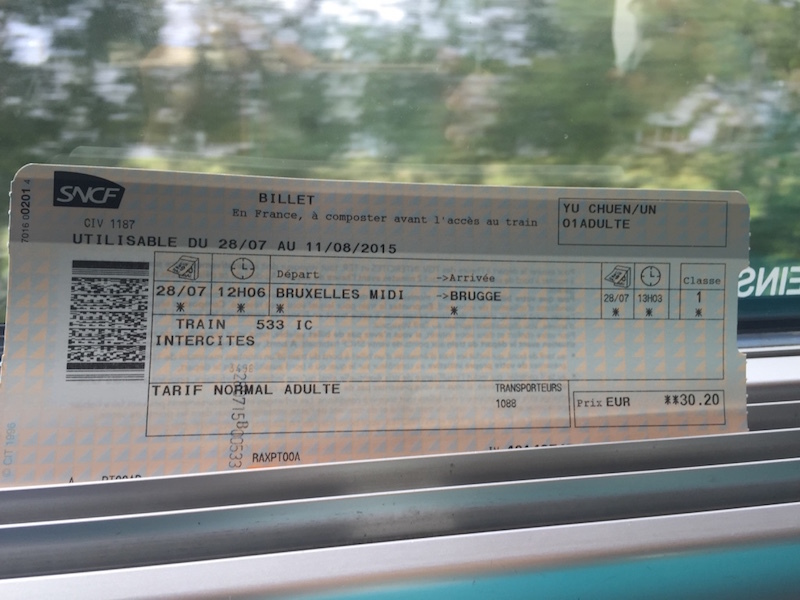 SNCF
BILLET
En France, à composter avant l'accès au train
YU CHUEN/UN
01ADULTE
CIV 1187
UTILISABLE DU 28/07 AU 11/08/2015
Départ ->Arrivée Classe
28/07 12H06 BRUXELLES MIDI ->BRUGGE 28/07 13H03 1
* * * * * * *
TRAIN 533 IC
INTERCITES
TARIF NORMAL ADULTE
TRANSPORTEURS
1088
Prix EUR **30.20
RAXPT00A